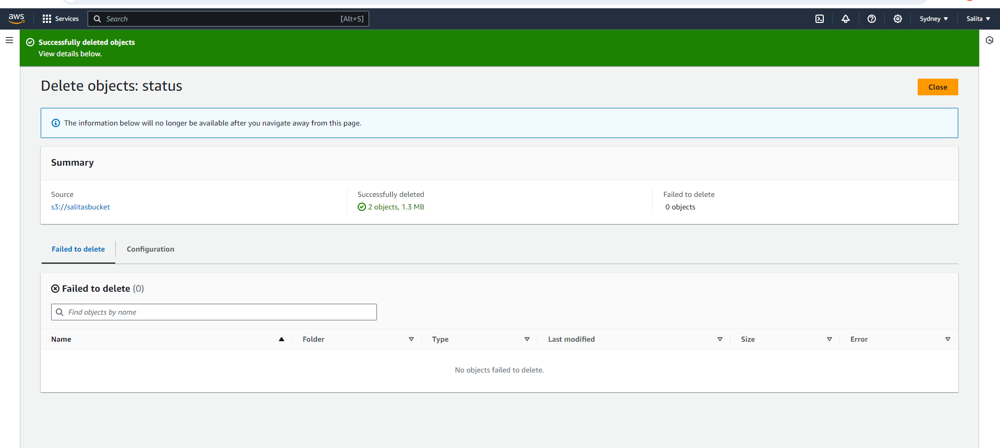 aws
Services
Search
[Alt+S]
Sydney
Salita
Successfully deleted objects
View details below.
Delete objects: status
Close
The information below will no longer be available after you navigate away from this page.
Summary
Source
s3://salitasbucket
Successfully deleted
2 objects, 1.3 MB
Failed to delete
0 objects
Failed to delete
Configuration
Failed to delete (0)
Find objects by name
Name
Folder
Type
Last modified
Size
Error
No objects failed to delete.